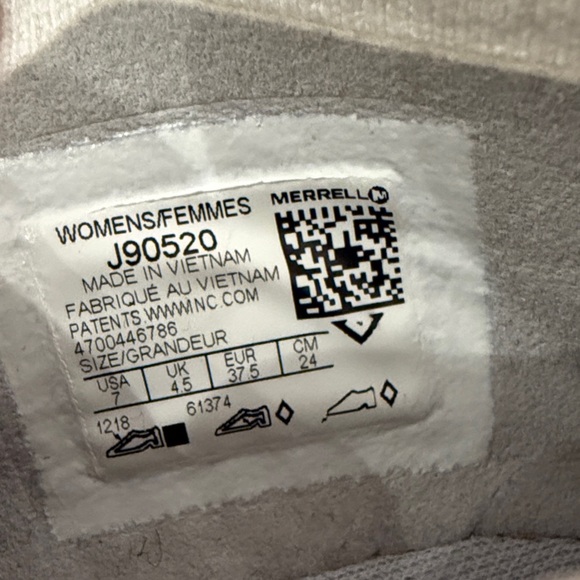 MERRELL
WOMENS/FEMMES
J90520
MADE IN VIETNAM
FABRIQUÉ AU VIETNAM
PATENTS.WWWINC.COM
4700446786
SIZE/GRANDEUR
USA UK EUR CM
7 4.5 37.5 24
1218 61374